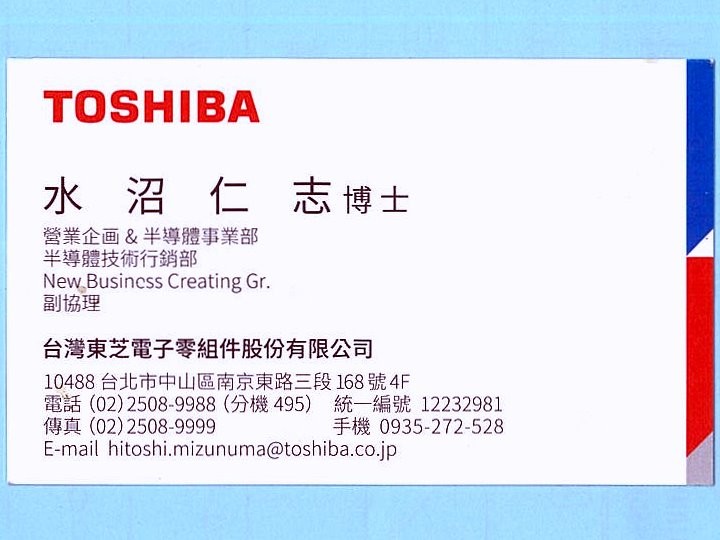 TOSHIBA
水沼仁志 博士
營業企画 & 半導體事業部
半導體技術行銷部
New Business Creating Gr.
副協理
台灣東芝電子零組件股份有限公司
10488 台北市中山區南京東路三段 168 號 4F
電話 (02) 2508-9988 (分機 495) 統一編號 12232981
傳真 (02) 2508-9999 手機 0935-272-528
E-mail hitoshi.mizunuma@toshiba.co.jp